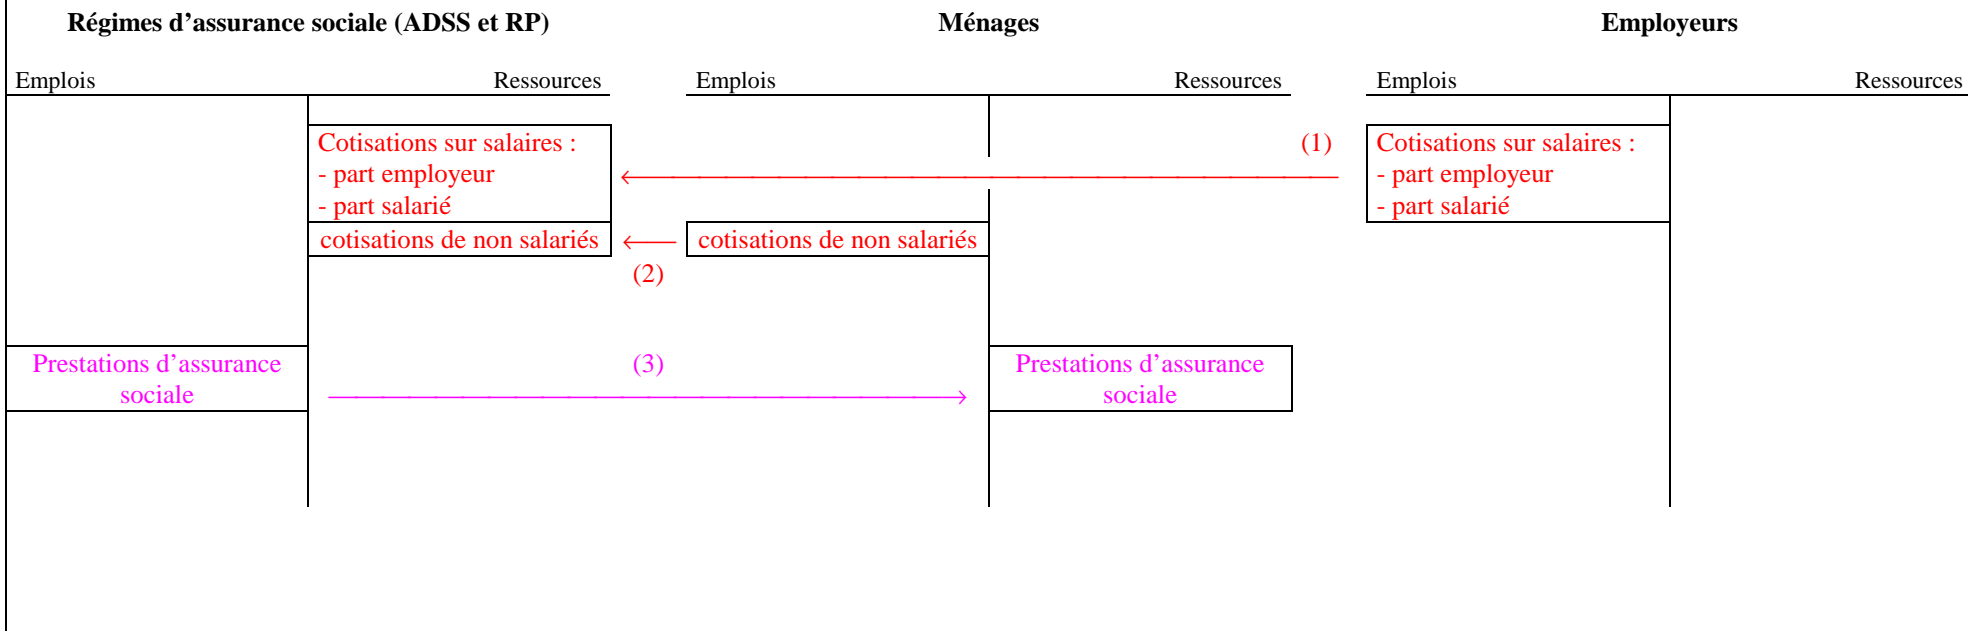 Régimes d’assurance sociale (ADSS et RP)
Ménages
Employeurs
Emplois
Ressources
Emplois
Ressources
Emplois
Ressources
Cotisations sur salaires :
- part employeur
- part salarié
(1)
Cotisations sur salaires :
- part employeur
- part salarié
cotisations de non salariés
cotisations de non salariés
(2)
Prestations d’assurance
sociale
(3)
Prestations d’assurance
sociale